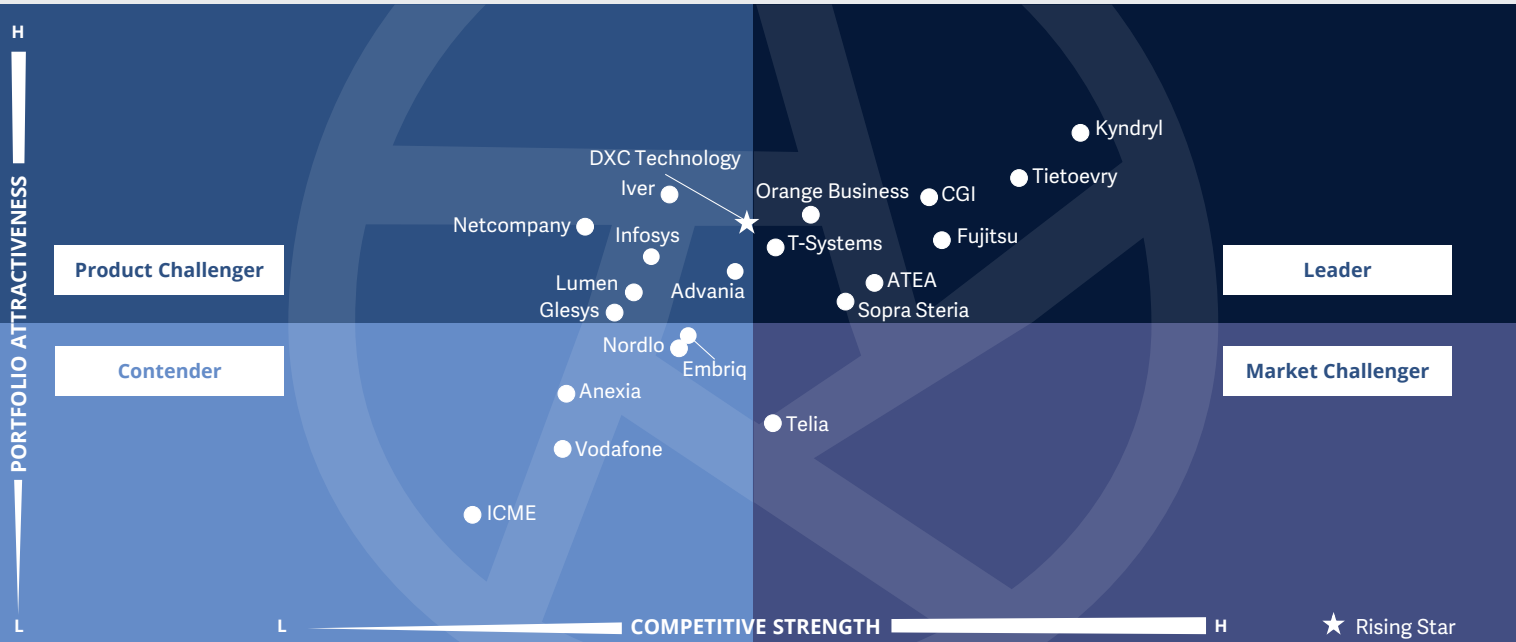 H
PORTFOLIO ATTRACTIVENESS
L
Product Challenger
Contender
Leader
Market Challenger
Kyndryl
DXC Technology
Tietoevry
Iver
Orange Business
CGI
Netcompany
Infosys
Fujitsu
T-Systems
Lumen
Advania
ATEA
Glesys
Sopra Steria
Nordlo
Embriq
Anexia
Telia
Vodafone
ICME
L
COMPETITIVE STRENGTH
H
Rising Star